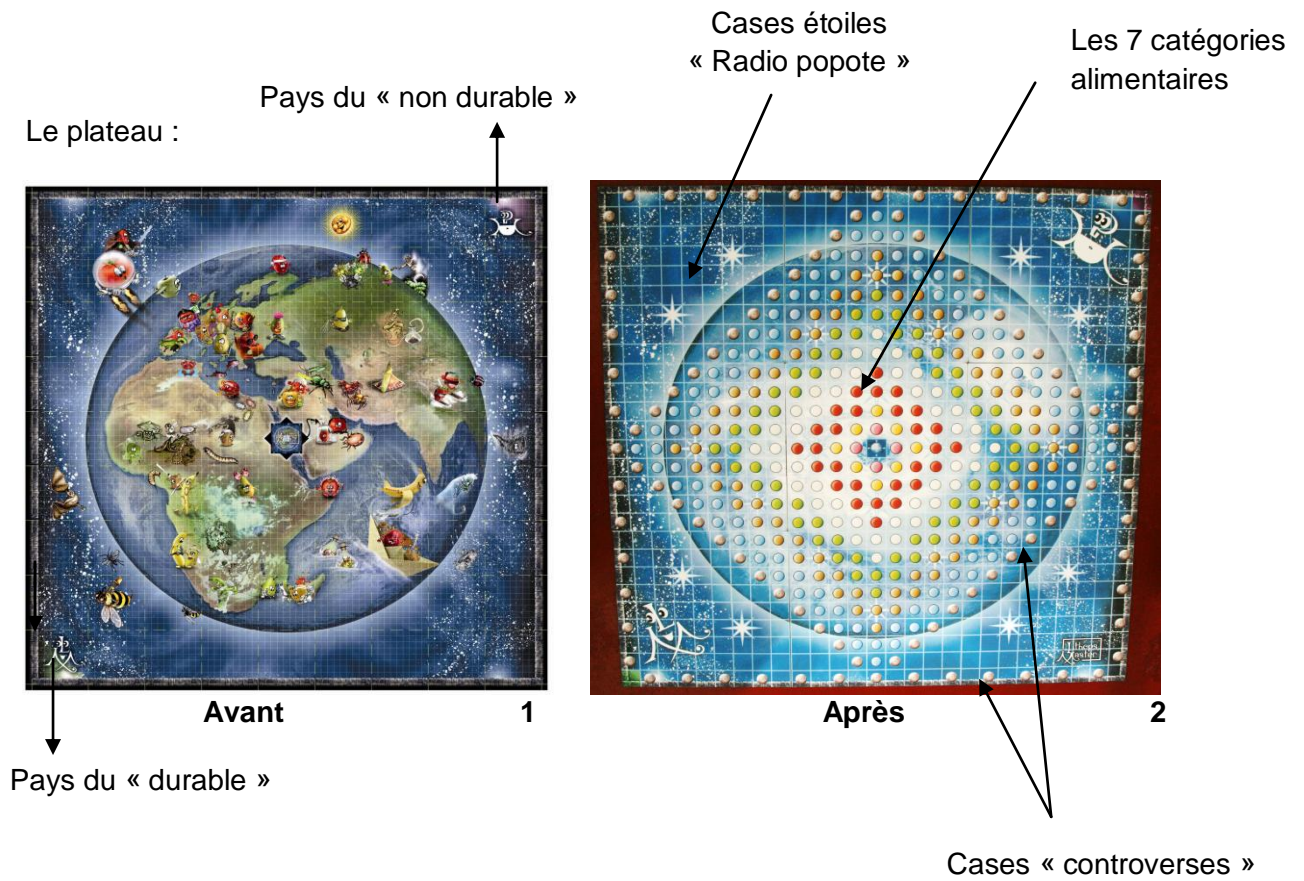 Cases étoiles
« Radio popote »
Les 7 catégories
alimentaires
Pays du « non durable »
Le plateau :
Avant 1
Après 2
Pays du « durable »
Cases « controverses »